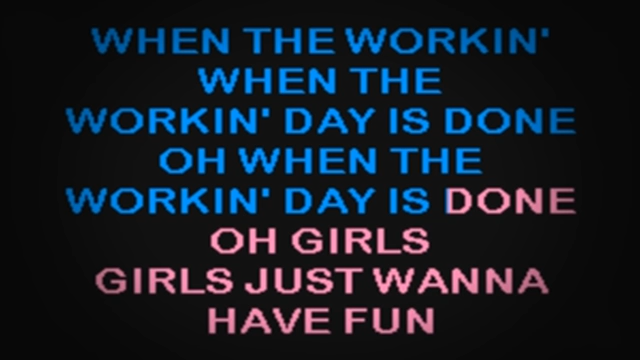 WHEN THE WORKIN'
WHEN THE
WORKIN' DAY IS DONE
OH WHEN THE
WORKIN' DAY IS DONE
OH GIRLS
GIRLS JUST WANNA
HAVE FUN